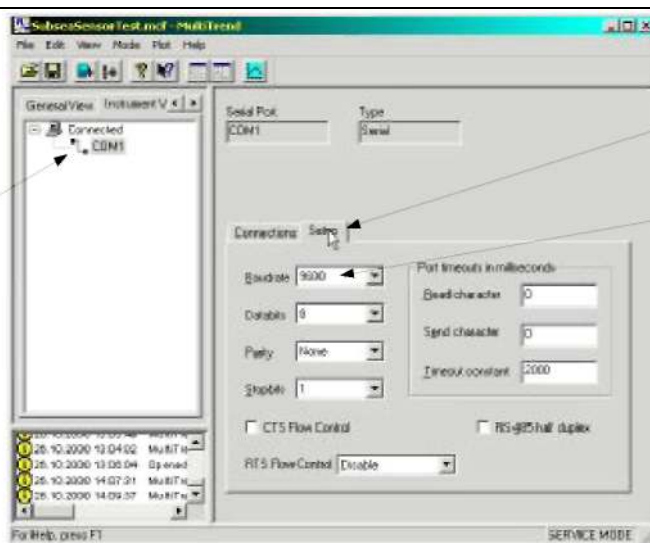 SubseaSensorTest.mcf - MultiTrend
File Edit View Mode Plot Help
General View Instrument V
Connected
COM1
Serial Port Type
COM1 Serial
Connections Setup
Baudrate 9600
Databits 8
Parity None
Stopbits 1
Port timeouts in milliseconds
Read character 0
Send character 0
Timeout constant 2000
CTS Flow Control
RS-485 half duplex
RTS Flow Control Disable
26.10.2000 13:04:02 MultiTre
26.10.2000 13:06:04 Opened
26.10.2000 14:07:31 MultiTre
26.10.2000 14:09:37 MultiTre
For Help, press F1
SERVICE MODE